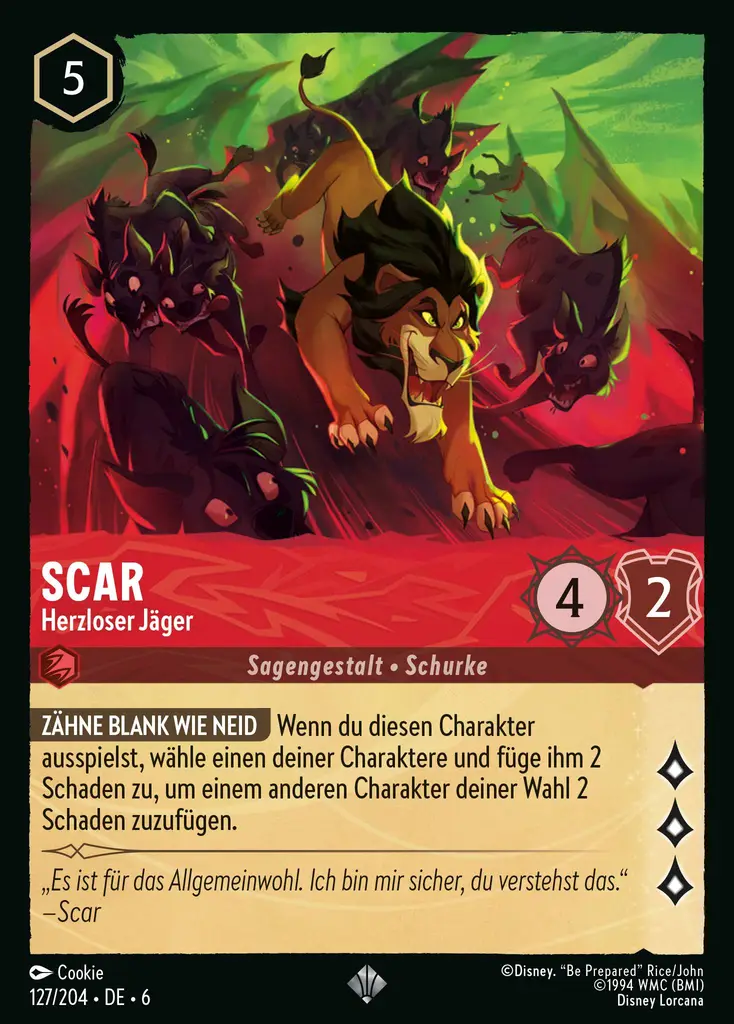 5
SCAR
Herzloser Jäger
4
2
Sagengestalt • Schurke
ZÄHNE BLANK WIE NEID Wenn du diesen Charakter
ausspielst, wähle einen deiner Charaktere und füge ihm 2
Schaden zu, um einem anderen Charakter deiner Wahl 2
Schaden zuzufügen.
„Es ist für das Allgemeinwohl. Ich bin mir sicher, du verstehst das.“
—Scar
Cookie
127/204 • DE • 6
©Disney. “Be Prepared” Rice/John
©1994 WMC (BMI)
Disney Lorcana